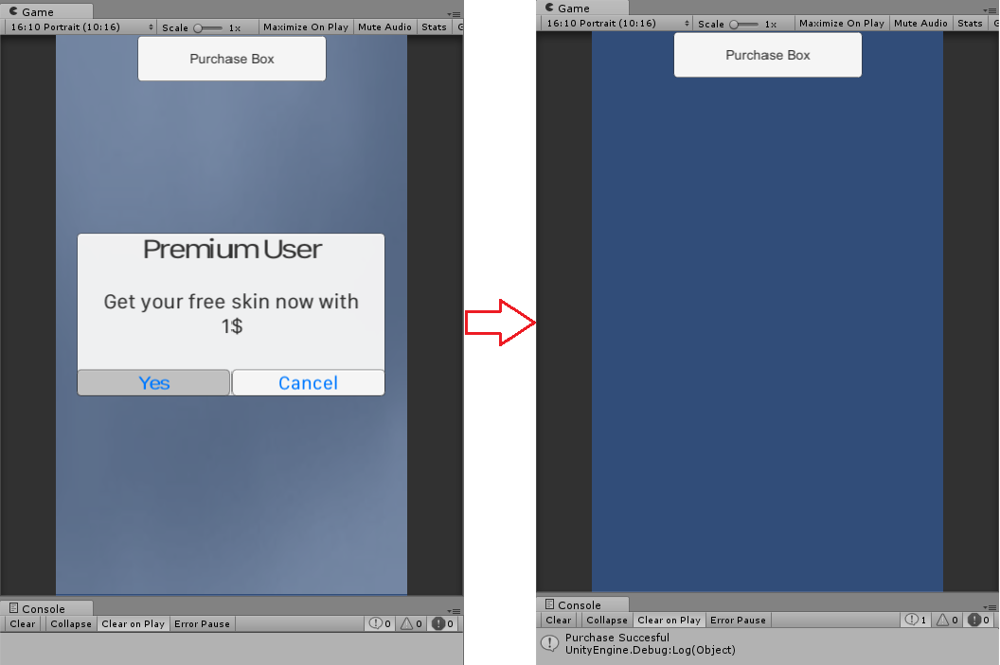 Game
16:10 Portrait (10:16) Scale 1x Maximize On Play Mute Audio Stats G
Purchase Box
Premium User
Get your free skin now with
1$
Yes Cancel
Console
Clear Collapse Clear on Play Error Pause 0 0 0
Game
16:10 Portrait (10:16) Scale 1x Maximize On Play Mute Audio Stats G
Purchase Box
Console
Clear Collapse Clear on Play Error Pause 1 0 0
Purchase Succesful
UnityEngine.Debug:Log(Object)